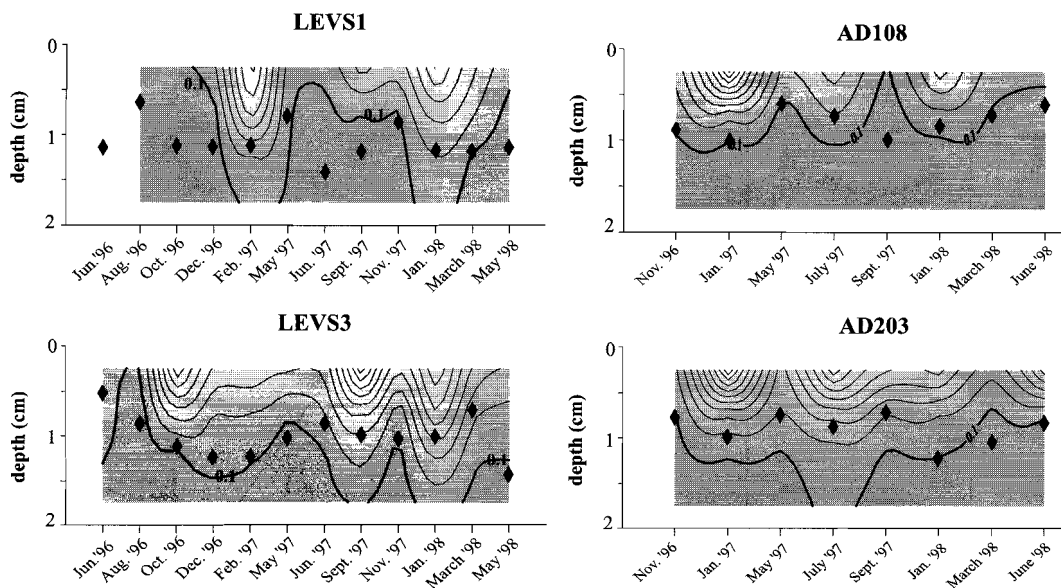 LEVS1
0
1
2
depth (cm)
0.1
0.1
Jun. '96
Aug. '96
Oct. '96
Dec. '96
Feb. '97
May '97
Jun. '97
Sept. '97
Nov. '97
Jan. '98
March '98
May '98
AD108
0
1
2
depth (cm)
0.1
0.1
0.1
Nov. '96
Jan. '97
May '97
July '97
Sept. '97
Jan. '98
March '98
June '98
LEVS3
0
1
2
depth (cm)
0.1
0.1
Jun. '96
Aug. '96
Oct. '96
Dec. '96
Feb. '97
May '97
Jun. '97
Sept. '97
Nov. '97
Jan. '98
March '98
May '98
AD203
0
1
2
depth (cm)
0.1
Nov. '96
Jan. '97
May '97
July '97
Sept. '97
Jan. '98
March '98
June '98